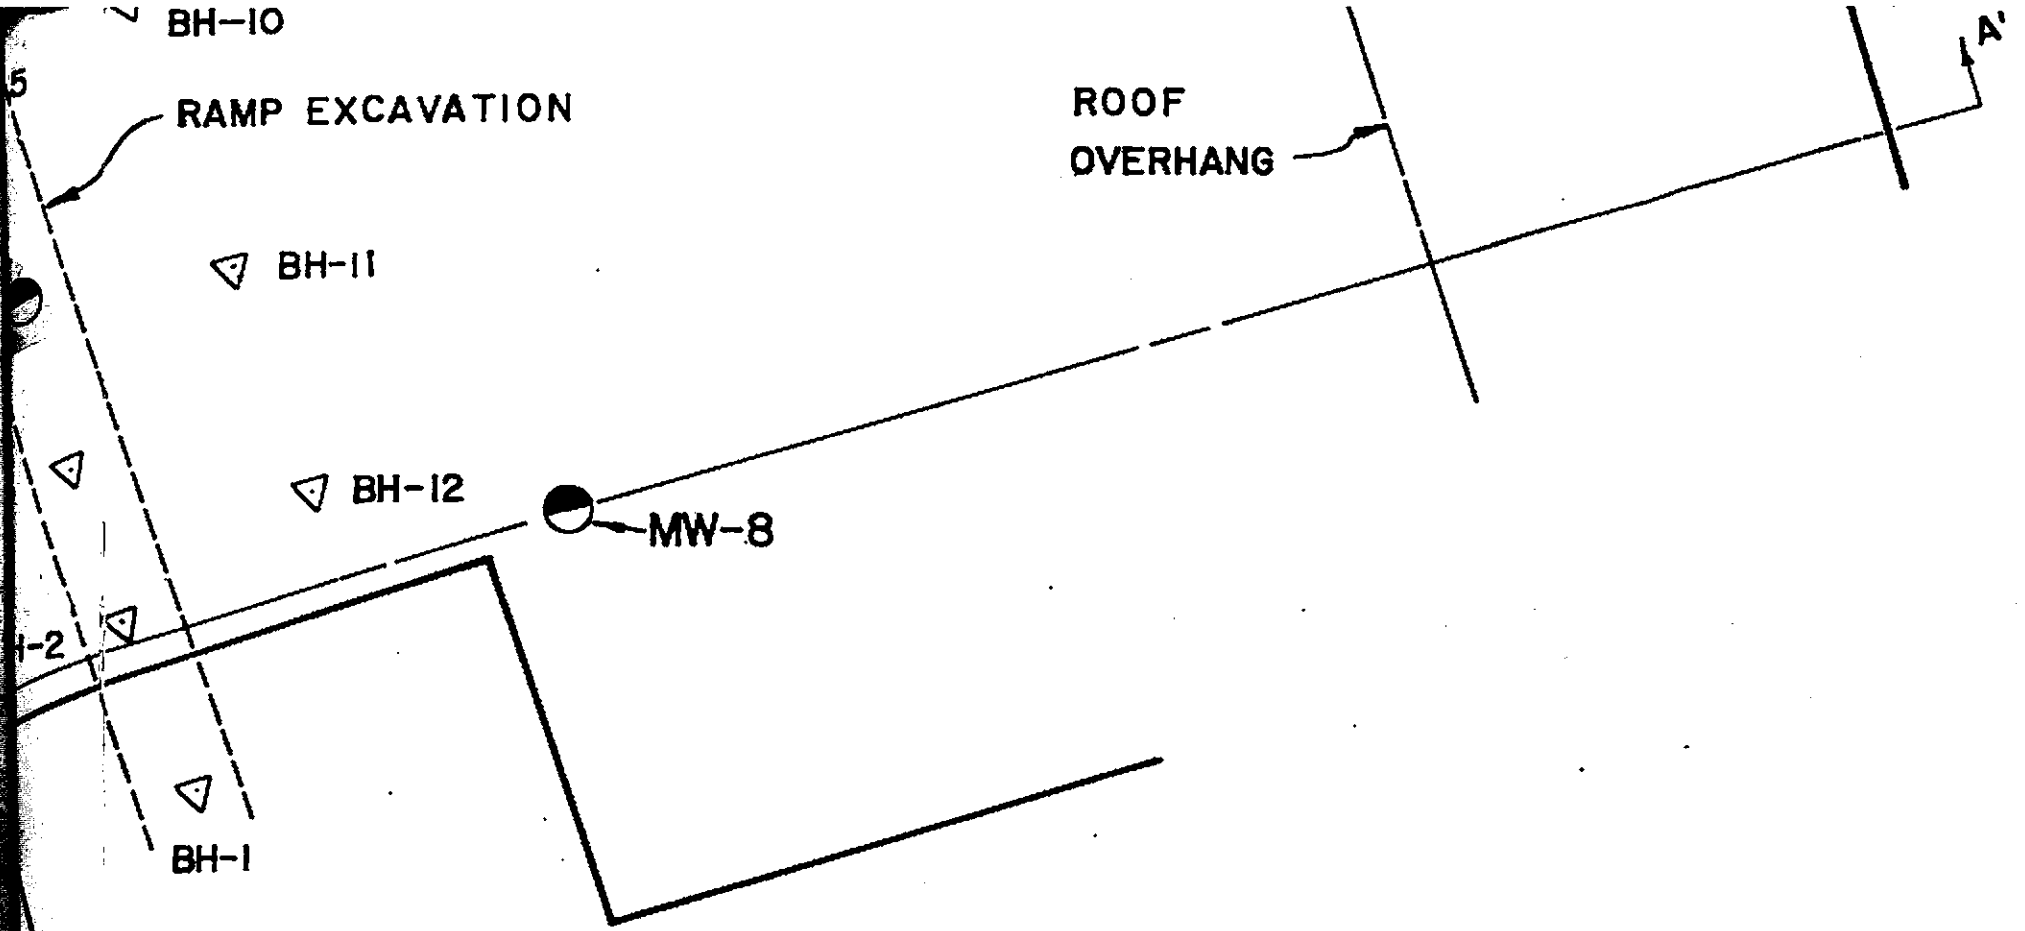 BH-10
A'
5
RAMP EXCAVATION
ROOF
OVERHANG
BH-11
BH-12
MW-8
H-2
BH-1